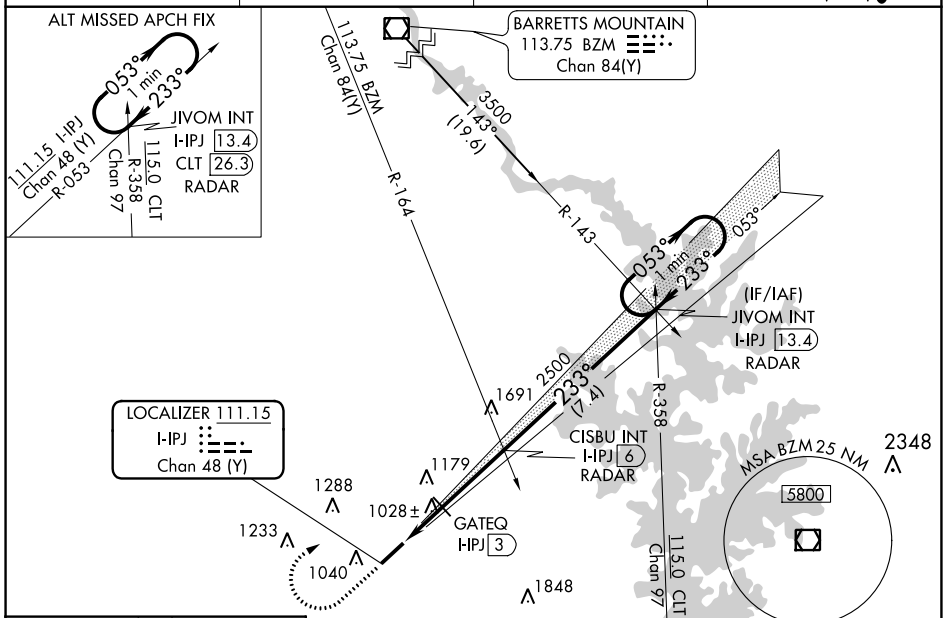 ALT MISSED APCH FIX
053°
1 min
233°
JIVOM INT
I-IPJ 13.4
CLT 26.3
RADAR
111.15 I-IPJ
Chan 48 (Y)
R-053
R-358
115.0 CLT
Chan 97
113.75 BZM
Chan 84(Y)
R-164
BARRETTS MOUNTAIN
113.75 BZM
Chan 84(Y)
3500
143°
(19.6)
R-143
053°
1 min
233°
053°
(IF/IAF)
JIVOM INT
I-IPJ 13.4
RADAR
2500
233°
(7.4)
R-358
1691
CISBU INT
I-IPJ 6
RADAR
LOCALIZER 111.15
I-IPJ
Chan 48 (Y)
1179
1288
1028±
GATEQ
I-IPJ 3
1233
1040
1848
115.0 CLT
Chan 97
MSA BZM 25 NM
5800
2348